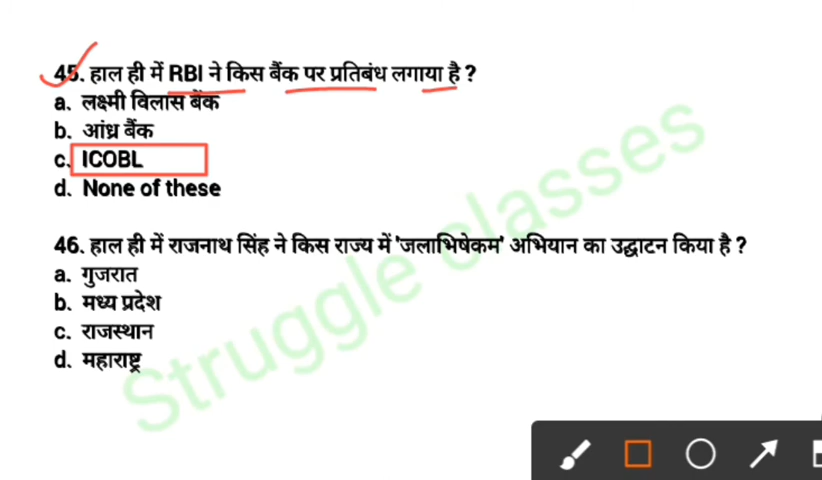 45. हाल ही में RBI ने किस बैंक पर प्रतिबंध लगाया है ?
a. लक्ष्मी विलास बैंक
b. आंध्र बैंक
c. ICOBL
d. None of these
46. हाल ही में राजनाथ सिंह ने किस राज्य में 'जलाभिषेकम' अभियान का उद्घाटन किया है ?
a. गुजरात
b. मध्य प्रदेश
c. राजस्थान
d. महाराष्ट्र
Struggle classes